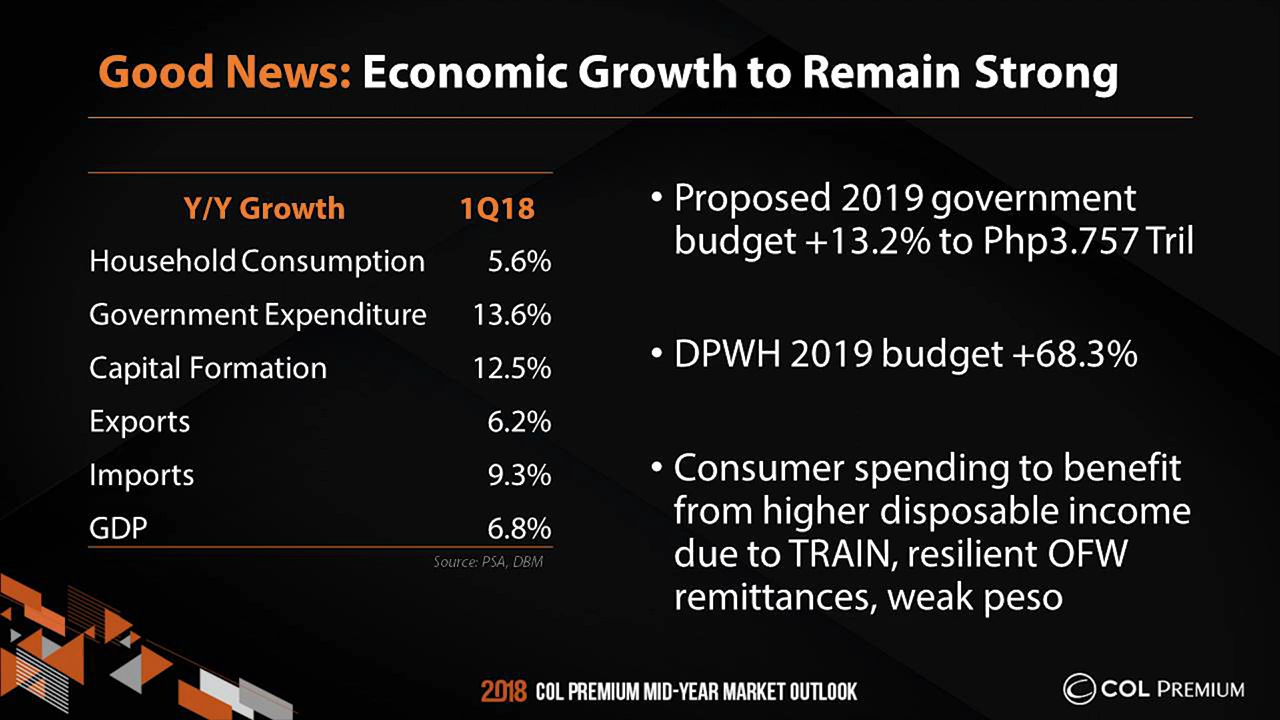 Good News: Economic Growth to Remain Strong
Y/Y Growth 1Q18
Household Consumption 5.6%
Government Expenditure 13.6%
Capital Formation 12.5%
Exports 6.2%
Imports 9.3%
GDP 6.8%
Source: PSA, DBM
• Proposed 2019 government
budget +13.2% to Php3.757 Tril
• DPWH 2019 budget +68.3%
• Consumer spending to benefit
from higher disposable income
due to TRAIN, resilient OFW
remittances, weak peso
2018 COL PREMIUM MID-YEAR MARKET OUTLOOK
COL PREMIUM